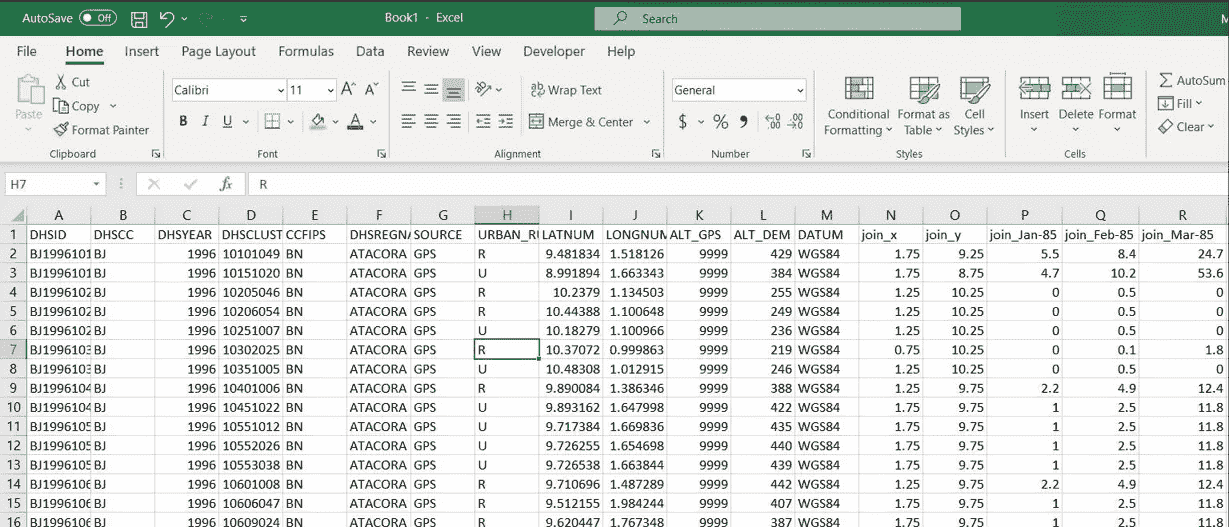 AutoSave Off Book1 - Excel Search
File Home Insert Page Layout Formulas Data Review View Developer Help
Paste
Cut
Copy
Format Painter
Clipboard
Calibri 11
B I U
Font
Wrap Text
Merge & Center
Alignment
General
$ % ,
Number
Conditional Formatting
Format as Table
Cell Styles
Styles
Insert Delete Format
Cells
AutoSum
Fill
Clear
H7 fx R
A B C D E F G H I J K L M N O P Q R
1 DHSID DHSCC DHSYEAR DHSCLUST CCFIPS DHSREGNA SOURCE URBAN_RU LATNUM LONGNUM ALT_GPS ALT_DEM DATUM join_x join_y join_Jan-85 join_Feb-85 join_Mar-85
2 BJ1996101 BJ 1996 10101049 BN ATACORA GPS R 9.481834 1.518126 9999 429 WGS84 1.75 9.25 5.5 8.4 24.7
3 BJ1996101 BJ 1996 10151020 BN ATACORA GPS U 8.991894 1.663343 9999 384 WGS84 1.75 8.75 4.7 10.2 53.6
4 BJ1996102 BJ 1996 10205046 BN ATACORA GPS R 10.2379 1.134503 9999 255 WGS84 1.25 10.25 0 0.5 0
5 BJ1996102 BJ 1996 10206054 BN ATACORA GPS R 10.44388 1.100648 9999 249 WGS84 1.25 10.25 0 0.5 0
6 BJ1996102 BJ 1996 10251007 BN ATACORA GPS U 10.18279 1.100966 9999 236 WGS84 1.25 10.25 0 0.5 0
7 BJ1996103 BJ 1996 10302025 BN ATACORA GPS R 10.37072 0.999863 9999 219 WGS84 0.75 10.25 0 0.1 1.8
8 BJ1996103 BJ 1996 10351005 BN ATACORA GPS U 10.48308 1.012915 9999 246 WGS84 1.25 10.25 0 0.5 0
9 BJ1996104 BJ 1996 10401006 BN ATACORA GPS R 9.890084 1.386346 9999 388 WGS84 1.25 9.75 2.2 4.9 12.4
10 BJ1996104 BJ 1996 10451022 BN ATACORA GPS U 9.893162 1.647998 9999 422 WGS84 1.75 9.75 1 2.5 11.8
11 BJ1996105 BJ 1996 10551012 BN ATACORA GPS U 9.717384 1.669836 9999 435 WGS84 1.75 9.75 1 2.5 11.8
12 BJ1996105 BJ 1996 10552026 BN ATACORA GPS U 9.726255 1.654698 9999 440 WGS84 1.75 9.75 1 2.5 11.8
13 BJ1996105 BJ 1996 10553038 BN ATACORA GPS U 9.726538 1.663844 9999 439 WGS84 1.75 9.75 1 2.5 11.8
14 BJ1996106 BJ 1996 10601008 BN ATACORA GPS R 9.710696 1.487289 9999 442 WGS84 1.25 9.75 2.2 4.9 12.4
15 BJ1996106 BJ 1996 10606047 BN ATACORA GPS R 9.512155 1.984244 9999 407 WGS84 1.75 9.75 1 2.5 11.8
16 BJ1996106 BJ 1996 10609024 BN ATACORA GPS R 9.620447 1.767348 9999 387 WGS84 1.75 9.75 1 2.5 11.8